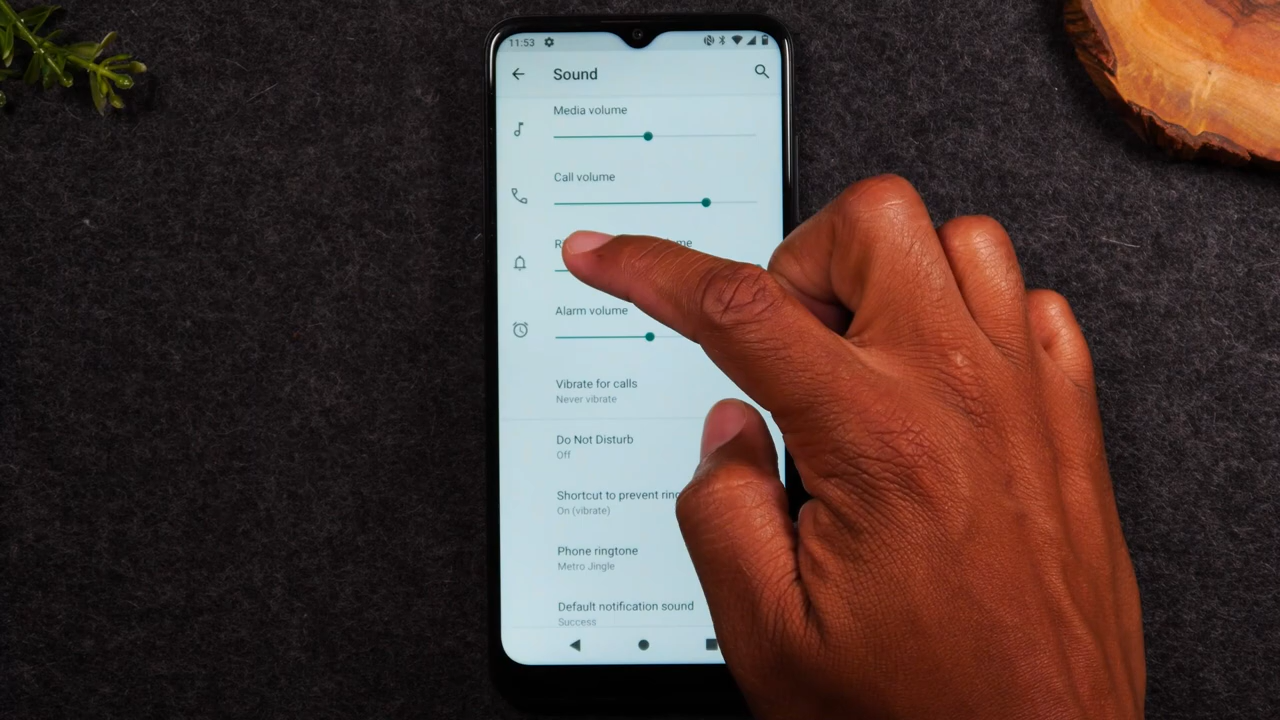 11:53
Sound
Media volume
Call volume
Alarm volume
Vibrate for calls
Never vibrate
Do Not Disturb
Off
Shortcut to prevent
On (vibrate)
Phone ringtone
Metro Jingle
Default notification sound
Success